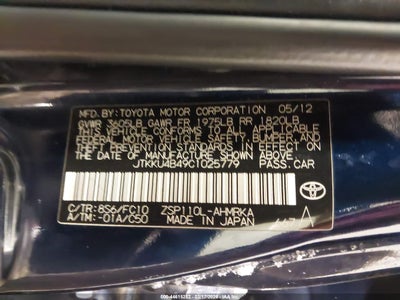 MFD. BY: TOYOTA MOTOR CORPORATION 05/12
GVWR 3605LB GAWR FR 1975LB RR 1820LB
THIS VEHICLE CONFORMS TO ALL APPLICABLE
FEDERAL MOTOR VEHICLE SAFETY, BUMPER AND
THEFT PREVENTION STANDARDS IN EFFECT ON
THE DATE OF MANUFACTURE SHOWN ABOVE.
JTKKU4B49C1025779 PASS.CAR
C/TR: 8S6/FC10 ZSP110L-AHMRKA
A/TM: -01A/C50 MADE IN JAPAN
TOYOTA